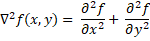 ∇²f(x, y) = ∂²f/∂x² + ∂²f/∂y²